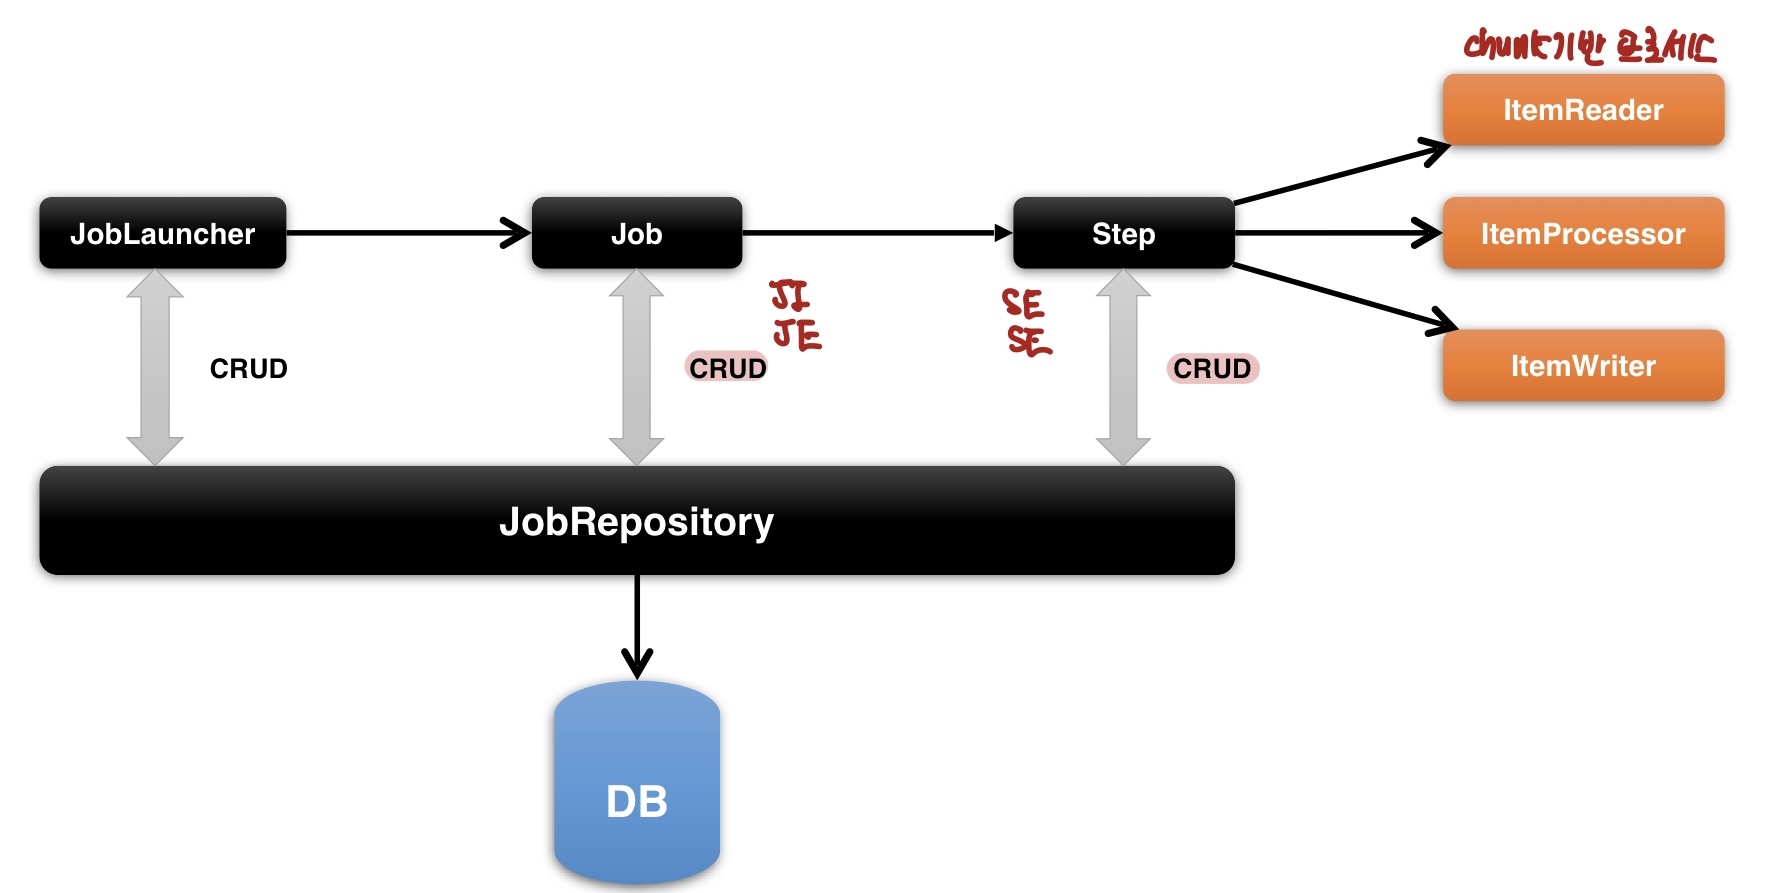 chunk기반 프로세스
ItemReader
JobLauncher
Job
Step
ItemProcessor
JI
JE
SE
SE
CRUD
CRUD
CRUD
ItemWriter
JobRepository
DB